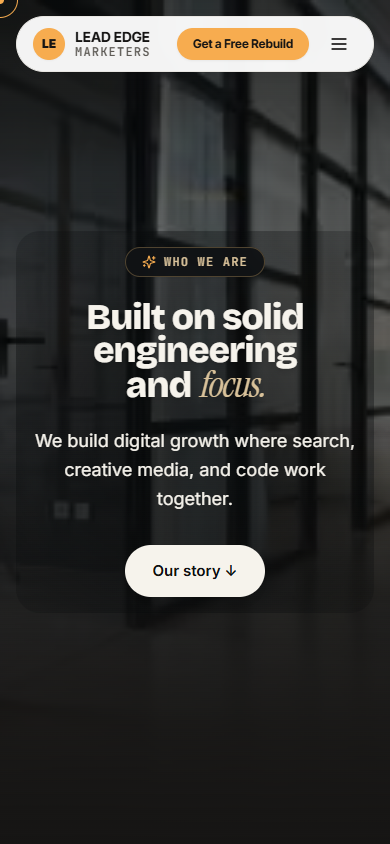 LE
LEAD EDGE
MARKETERS
Get a Free Rebuild
WHO WE ARE
Built on solid
engineering
and focus.
We build digital growth where search,
creative media, and code work
together.
Our story ↓